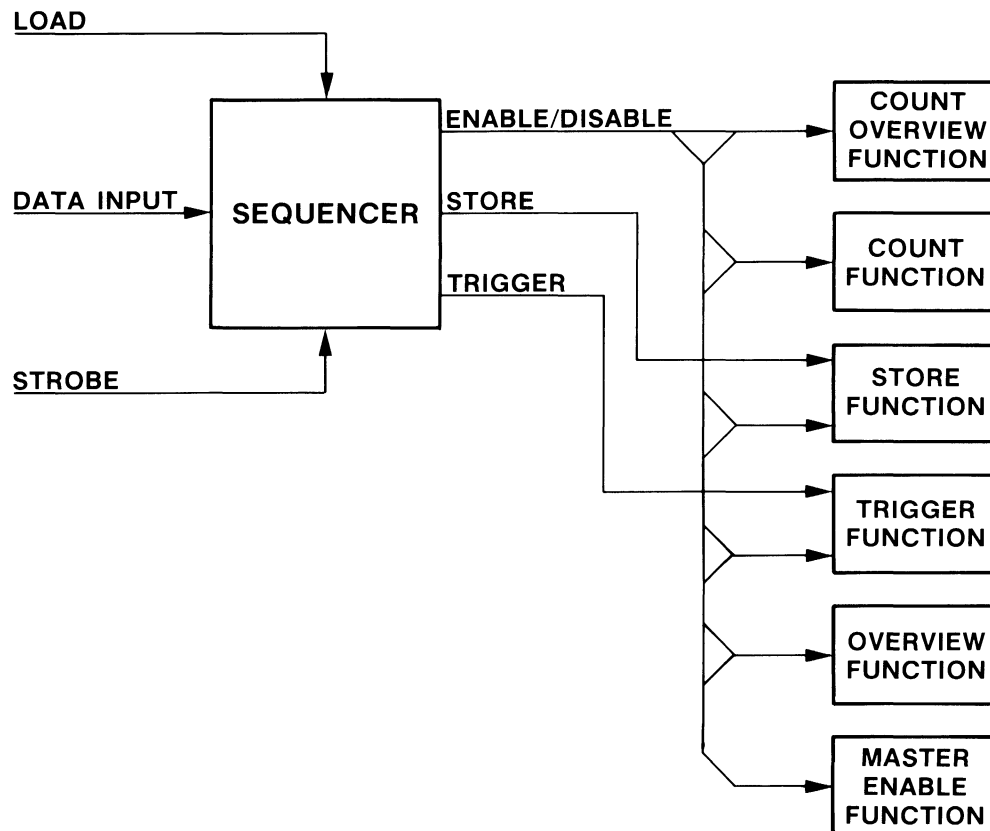 LOAD
ENABLE/DISABLE
COUNT
OVERVIEW
FUNCTION
DATA INPUT
SEQUENCER
STORE
COUNT
FUNCTION
TRIGGER
STROBE
STORE
FUNCTION
TRIGGER
FUNCTION
OVERVIEW
FUNCTION
MASTER
ENABLE
FUNCTION